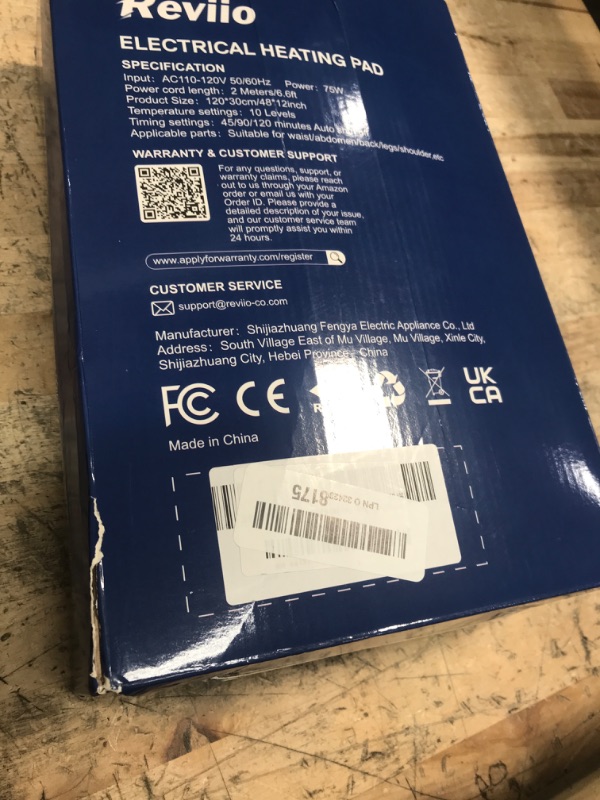 Reviio
ELECTRICAL HEATING PAD
SPECIFICATION
Input: AC110-120V 50/60Hz Power: 75W
Power cord length: 2 Meters/6.6ft
Product Size: 120*30cm/48*12inch
Temperature settings: 10 Levels
Timing settings: 45/90/120 minutes Auto
Applicable parts: Suitable for waist/abdomen/back/legs/shoulder,etc
WARRANTY & CUSTOMER SUPPORT
For any questions, support, or
warranty claims, please reach
out to us through your Amazon
order or email us with your
Order ID. Please provide a
detailed description of your issue,
and our customer service team
will promptly assist you within
24 hours.
www.applyforwarranty.com/register
CUSTOMER SERVICE
support@reviio-co.com
Manufacturer: Shijiazhuang Fengya Electric Appliance Co., Ltd
Address: South Village East of Mu Village, Mu Village, Xinle City,
Shijiazhuang City, Hebei Province, China
FC CE UK
CA
Made in China
8175